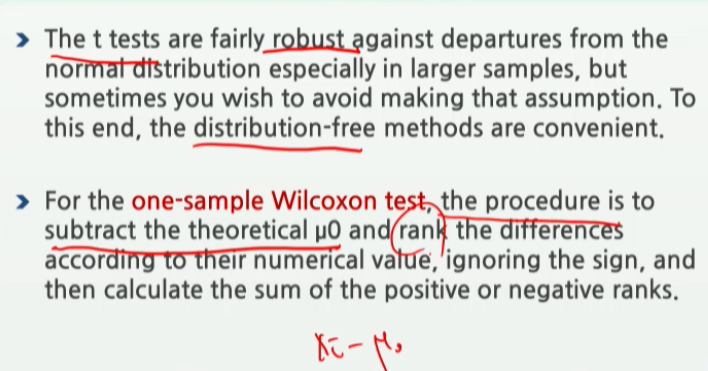 › The t tests are fairly robust against departures from the
normal distribution especially in larger samples, but
sometimes you wish to avoid making that assumption. To
this end, the distribution-free methods are convenient.
› For the one-sample Wilcoxon test, the procedure is to
subtract the theoretical μ0 and rank the differences
according to their numerical value, ignoring the sign, and
then calculate the sum of the positive or negative ranks.
xi - μ0